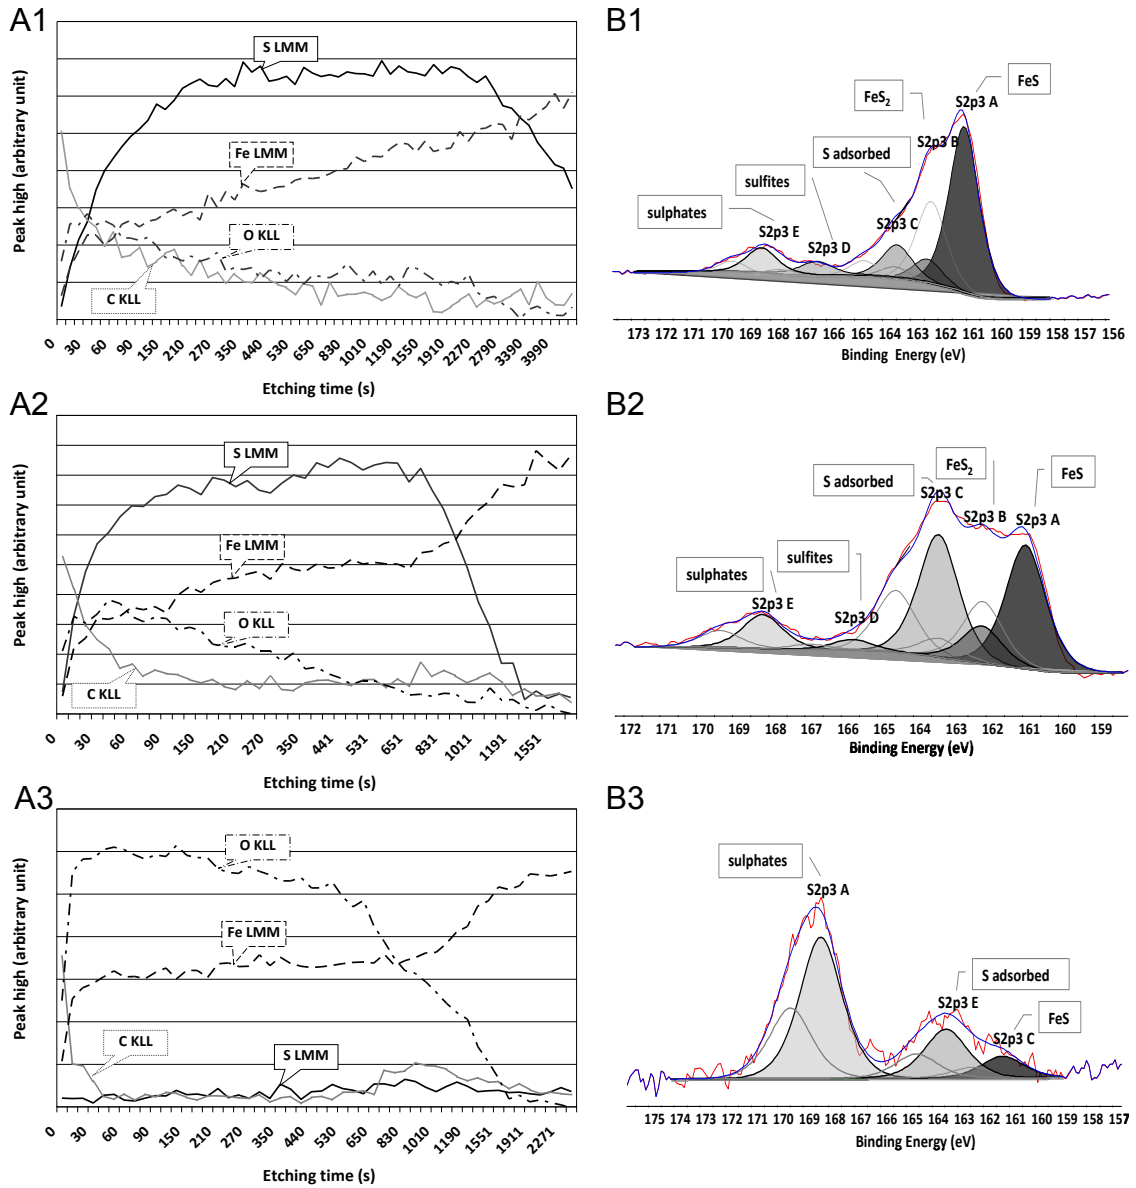 A1
Peak high (arbitrary unit)
S LMM
Fe LMM
O KLL
C KLL
0 30 60 90 150 210 270 350 440 530 650 830 1010 1190 1550 1910 2270 2790 3390 3990
Etching time (s)
B1
FeS
S2p3 A
FeS2
S2p3 B
S adsorbed
sulfites
S2p3 C
sulphates
S2p3 E
S2p3 D
173 172 171 170 169 168 167 166 165 164 163 162 161 160 159 158 157 156
Binding Energy (eV)
A2
Peak high (arbitrary unit)
S LMM
Fe LMM
O KLL
C KLL
0 30 60 90 150 210 270 350 440 531 651 831 1011 1191 1551
Etching time (s)
B2
FeS2
FeS
S adsorbed
S2p3 C
S2p3 B
S2p3 A
sulfites
sulphates
S2p3 E
S2p3 D
172 171 170 169 168 167 166 165 164 163 162 161 160 159
Binding Energy (eV)
A3
Peak high (arbitrary unit)
O KLL
Fe LMM
C KLL
S LMM
0 30 60 90 150 210 270 350 440 530 650 830 1010 1190 1551 1911 2271
Etching time (s)
B3
sulphates
S2p3 A
S adsorbed
S2p3 E
FeS
S2p3 C
175 174 173 172 171 170 169 168 167 166 165 164 163 162 161 160 159 158 157
Binding Energy (eV)